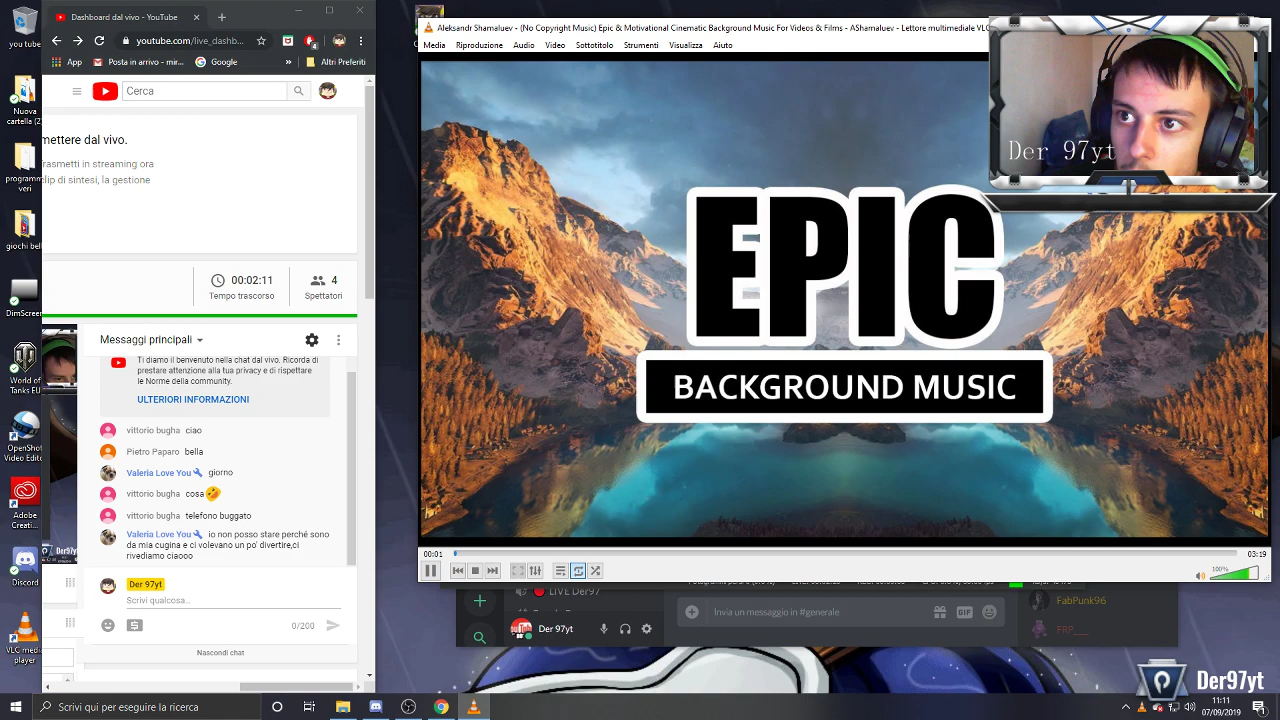 Dashboard dal vivo - YouTube
youtube.com/live_dashb...
App
Posta in arrivo - mirk...
Google
Altri Preferiti
Cerca
mettere dal vivo.
rasmetti in streaming ora
clip di sintesi, la gestione
00:02:11
Tempo trascorso
4
Spettatori
Messaggi principali
Ti diamo il benvenuto nella chat dal vivo. Ricorda di
prestare attenzione alla tua privacy e di rispettare
le Norme della community.
ULTERIORI INFORMAZIONI
vittorio bugha ciao
Pietro Paparo bella
Valeria Love You giorno
vittorio bugha cosa🤣
vittorio bugha telefono buggato
Valeria Love You io non posso stare perché sono
da mia cugina e ci volevano un po' divertire,ci
rivediamo ciaooo
Der 97yt
Scrivi qualcosa...
0/200
Nascondi chat
Nuova
cartella (2
programmi
veri
giochi be
DimScreen
World of
Tanks EU
OpenIV
Adobe
Creati...
Discord
VLC media
player
Aleksandr Shamaluev - (No Copyright Music) Epic & Motivational Cinematic Background Music For Videos & Films - AShamaluev - Lettore multimediale VLC
Media Riproduzione Audio Video Sottotitolo Strumenti Visualizza Aiuto
Der 97yt
EPIC
BACKGROUND MUSIC
00:01
03:19
100%
LIVE Der97
Der 97yt
Invia un messaggio in #generale
GIF
FabPunk96
FRP___
Der97yt
Scrivi qui per eseguire la ricerca
11:11
07/09/2019